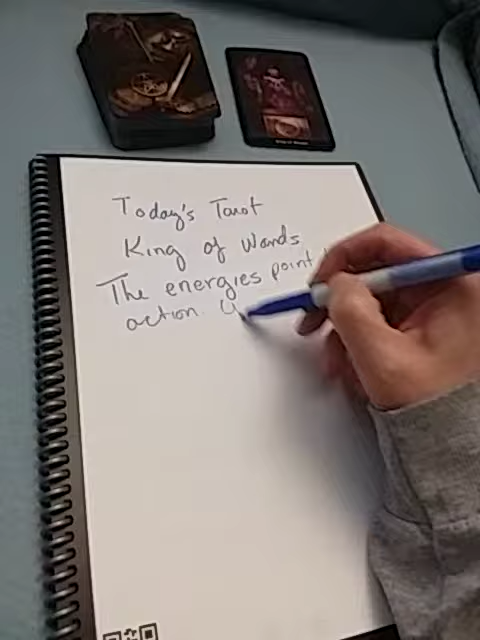 Today's Tarot
King of Wands
The energies point
action.